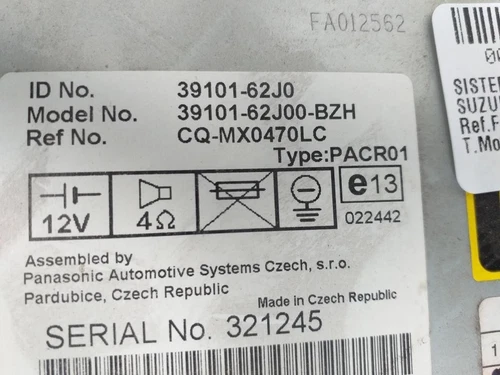 FA012562
ID No. 39101-62J0
Model No. 39101-62J00-BZH
Ref No. CQ-MX0470LC
Type:PACR01
12V
4Ω
e13
022442
Assembled by
Panasonic Automotive Systems Czech, s.r.o.
Pardubice, Czech Republic
Made in Czech Republic
SERIAL No. 321245
SISTEM
SUZU
Ref.F
T.Mo